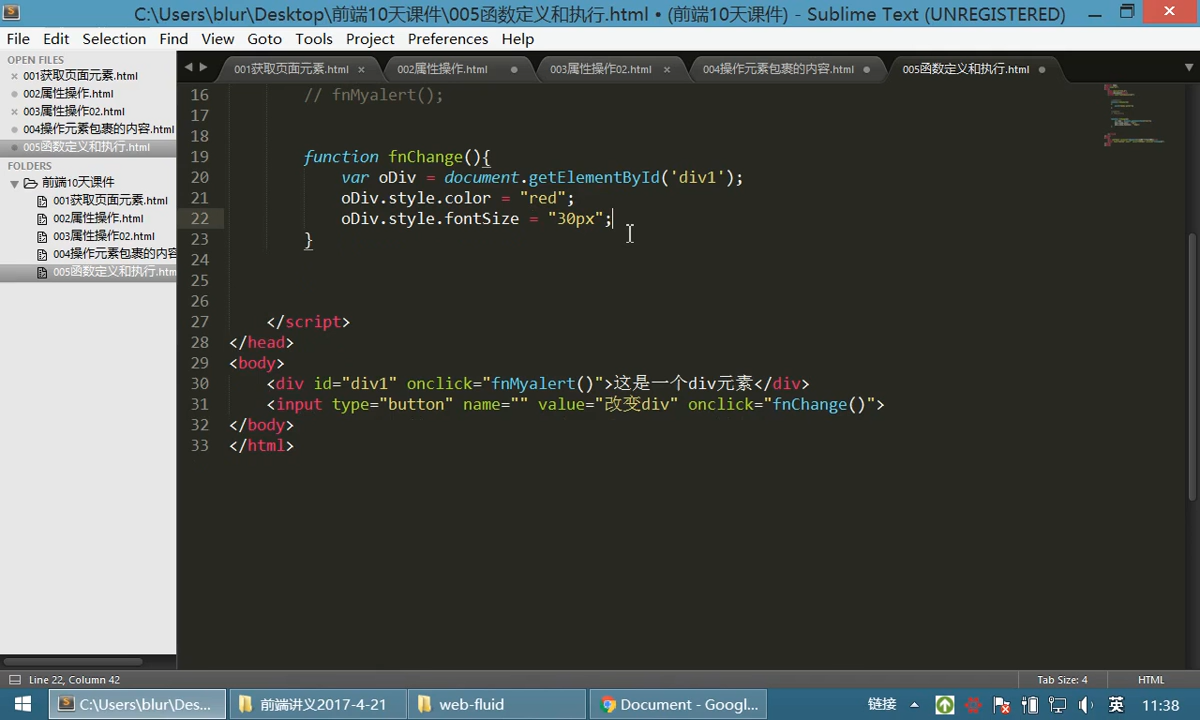 C:\Users\blur\Desktop\前端10天课件\005函数定义和执行.html • (前端10天课件) - Sublime Text (UNREGISTERED)
File Edit Selection Find View Goto Tools Project Preferences Help
OPEN FILES
001获取页面元素.html
002属性操作.html
003属性操作02.html
004操作元素包裹的内容.html
005函数定义和执行.html
FOLDERS
前端10天课件
001获取页面元素.html
002属性操作.html
003属性操作02.html
004操作元素包裹的内容
005函数定义和执行.htm
001获取页面元素.html × 002属性操作.html 003属性操作02.html × 004操作元素包裹的内容.html 005函数定义和执行.html
16 // fnMyalert();
17
18
19 function fnChange(){
20 var oDiv = document.getElementById('div1');
21 oDiv.style.color = "red";
22 oDiv.style.fontSize = "30px";
23 }
24
25
26
27 </script>
28 </head>
29 <body>
30 <div id="div1" onclick="fnMyalert()">这是一个div元素</div>
31 <input type="button" name="" value="改变div" onclick="fnChange()">
32 </body>
33 </html>
Line 22, Column 42 Tab Size: 4 HTML
C:\Users\blur\Des... 前端讲义2017-4-21 web-fluid Document - Googl... 链接 英 11:38